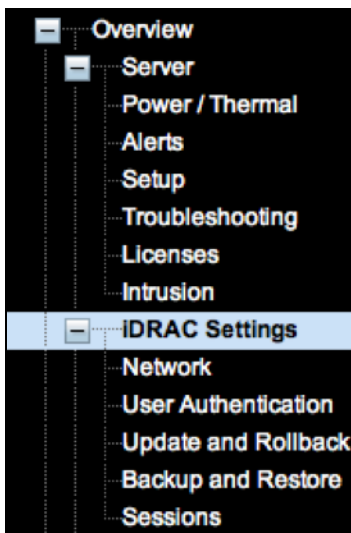 Overview
Server
Power / Thermal
Alerts
Setup
Troubleshooting
Licenses
Intrusion
iDRAC Settings
Network
User Authentication
Update and Rollback
Backup and Restore
Sessions